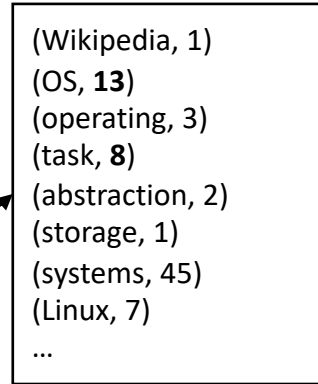 (Wikipedia, 1)
(OS, 13)
(operating, 3)
(task, 8)
(abstraction, 2)
(storage, 1)
(systems, 45)
(Linux, 7)
...